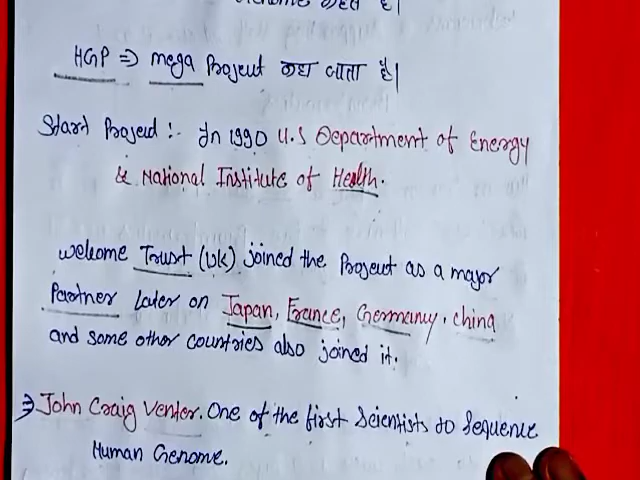 कहते है।
HGP ⇒ mega Project कहा जाता है।
Start Project :- In 1990 U.S Department of Energy
& National Institute of Health.
Welcome Trust (UK) joined the Project as a major
Partner Later on Japan, France, Germany, China
and some other countries also joined it.
⇒ John Craig Venter. One of the first Scientists to Sequence
Human Genome.